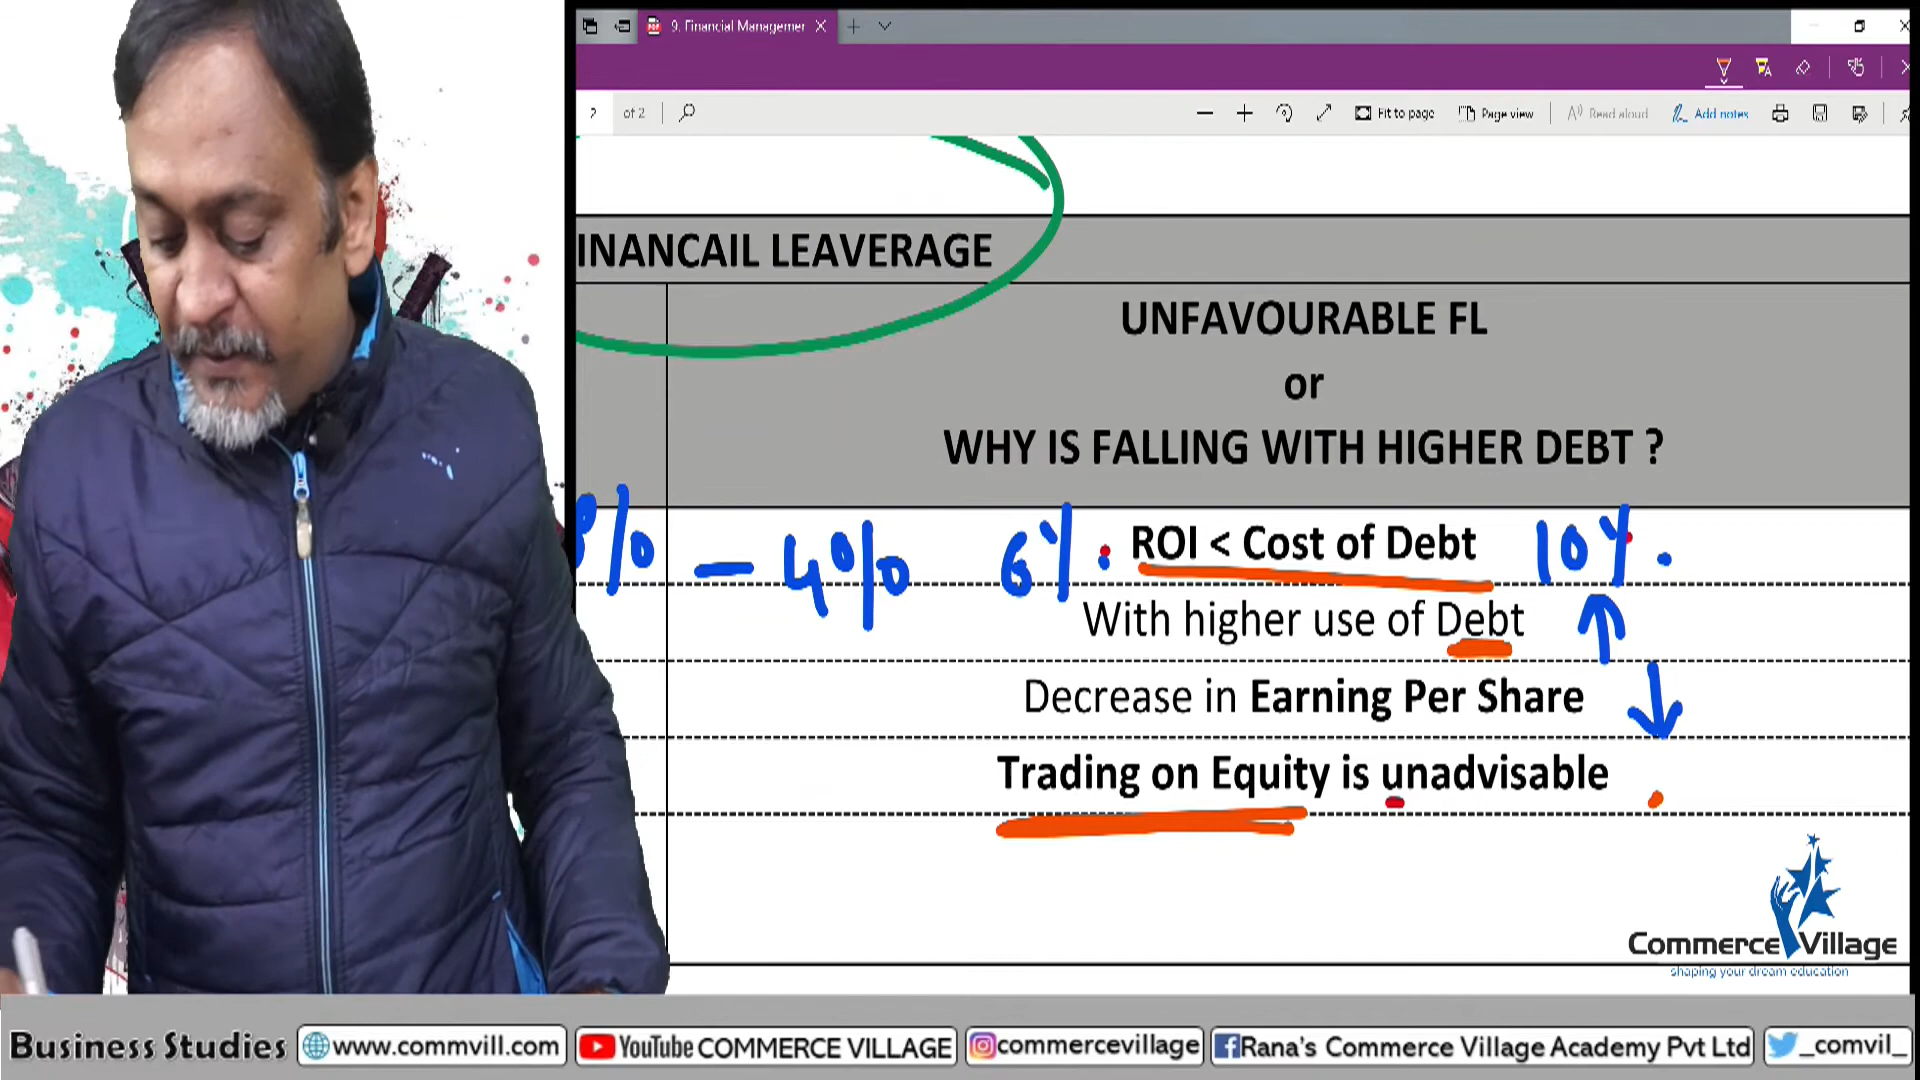 9. Financial Managemer
2 of 2
Fit to page
Page view
Read aloud
Add notes
INANCAIL LEAVERAGE
UNFAVOURABLE FL
or
WHY IS FALLING WITH HIGHER DEBT ?
% – 4% 6% ROI < Cost of Debt 10%
With higher use of Debt ↑
Decrease in Earning Per Share ↓
Trading on Equity is unadvisable
Commerce Village
shaping your dream education
Business Studies www.commvill.com YouTube COMMERCE VILLAGE commercevillage Rana's Commerce Village Academy Pvt Ltd _comvil_